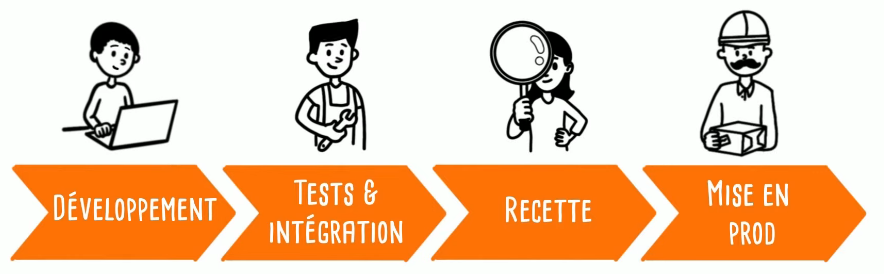 DÉVELOPPEMENT
TESTS &
INTÉGRATION
RECETTE
MISE EN
PROD